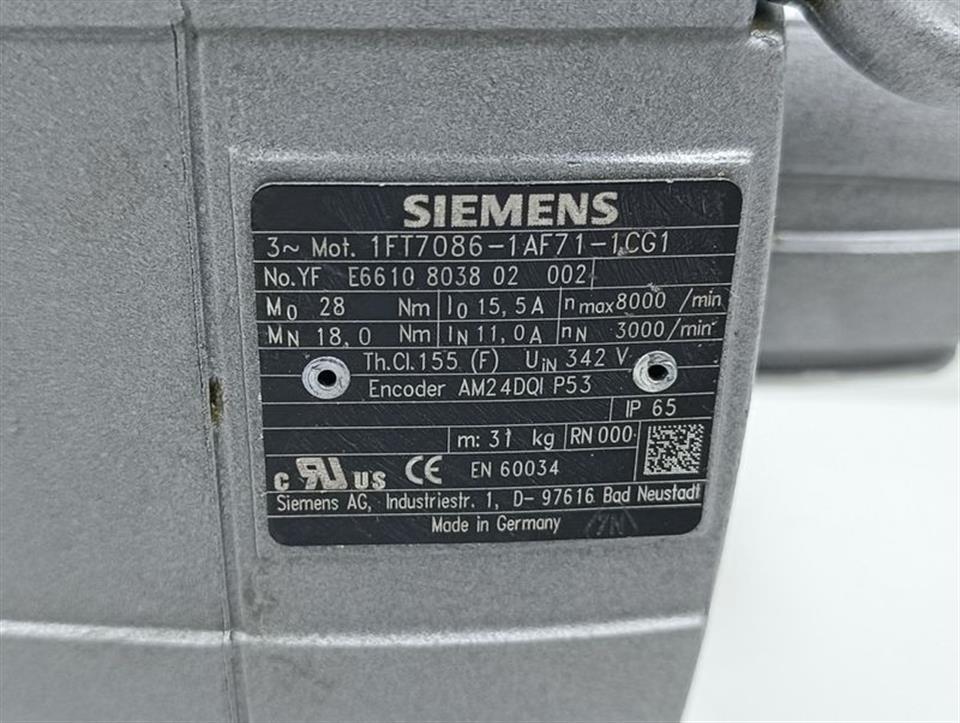 SIEMENS
3~ Mot. 1FT7086-1AF71-1CG1
No.YF E6610 8038 02 002
M0 28 Nm I0 15,5A nmax8000 /min
MN 18,0 Nm IN 11,0A nN 3000/min
Th.Cl.155 (F) UIN 342 V
Encoder AM24DQI P53
IP 65
m: 31 kg RN 000
c RU US CE EN 60034
Siemens AG, Industriestr. 1, D- 97616 Bad Neustadt
Made in Germany